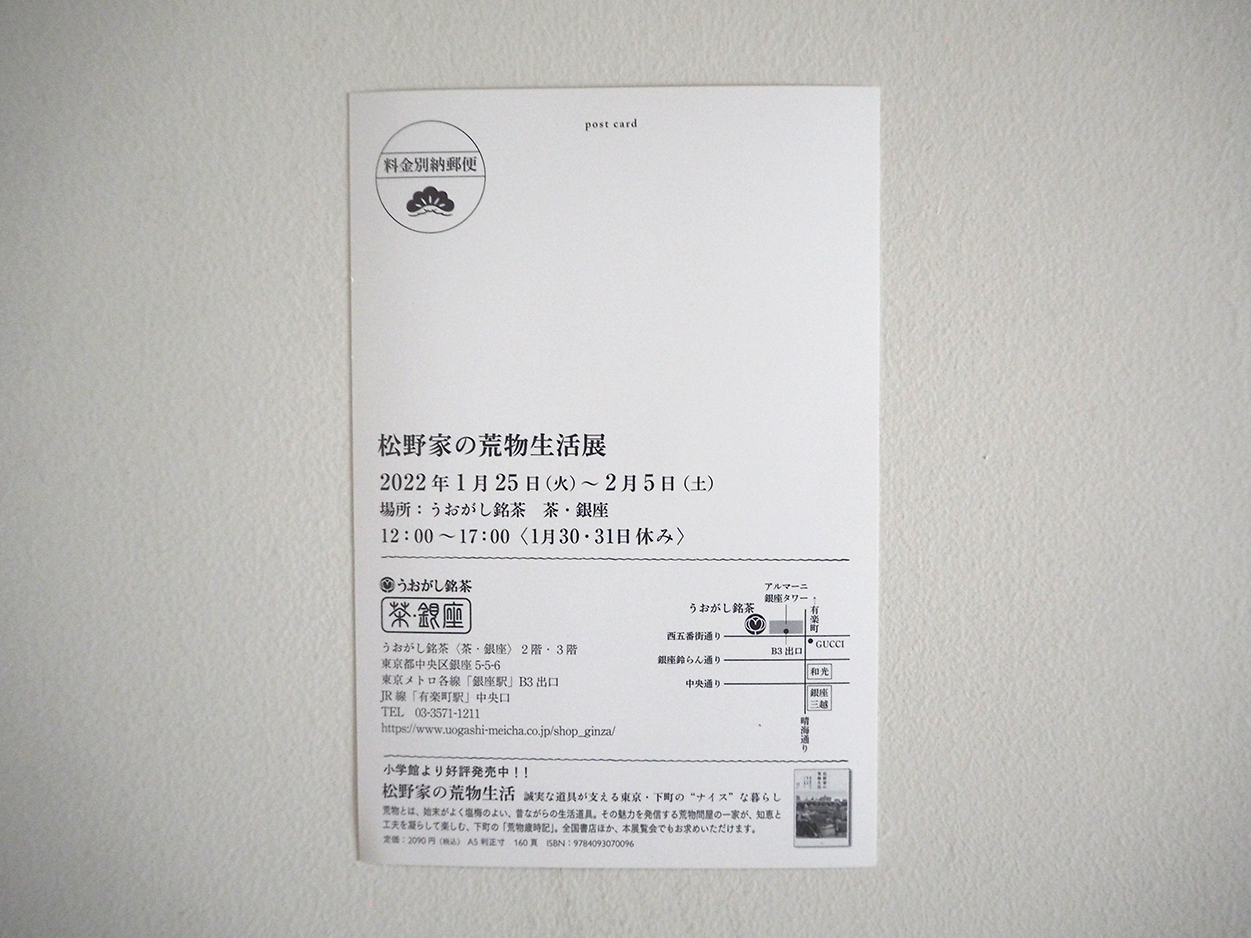 post card
料金別納郵便
松野家の荒物生活展
2022年1月25日(火)～2月5日(土)
場所：うおがし銘茶　茶・銀座
12:00～17:00〈1月30・31日休み〉
うおがし銘茶
茶・銀座
うおがし銘茶〈茶・銀座〉2階・3階
東京都中央区銀座5-5-6
東京メトロ各線「銀座駅」B3出口
JR線「有楽町駅」中央口
TEL　03-3571-1211
https://www.uogashi-meicha.co.jp/shop_ginza/
アルマーニ
銀座タワー
うおがし銘茶
有楽町
西五番街通り
B3出口
GUCCI
銀座鈴らん通り
和光
中央通り
銀座
三越
晴海通り
小学館より好評発売中！！
松野家の荒物生活　誠実な道具が支える東京・下町の“ナイス”な暮らし
荒物とは、始末がよく塩梅のよい、昔ながらの生活道具。その魅力を発信する荒物問屋の一家が、知恵と
工夫を凝らして楽しむ、下町の「荒物歳時記」。全国書店ほか、本展覧会でもお求めいただけます。
定価：2090円（税込）　A5判正寸　160頁　ISBN：9784093070096